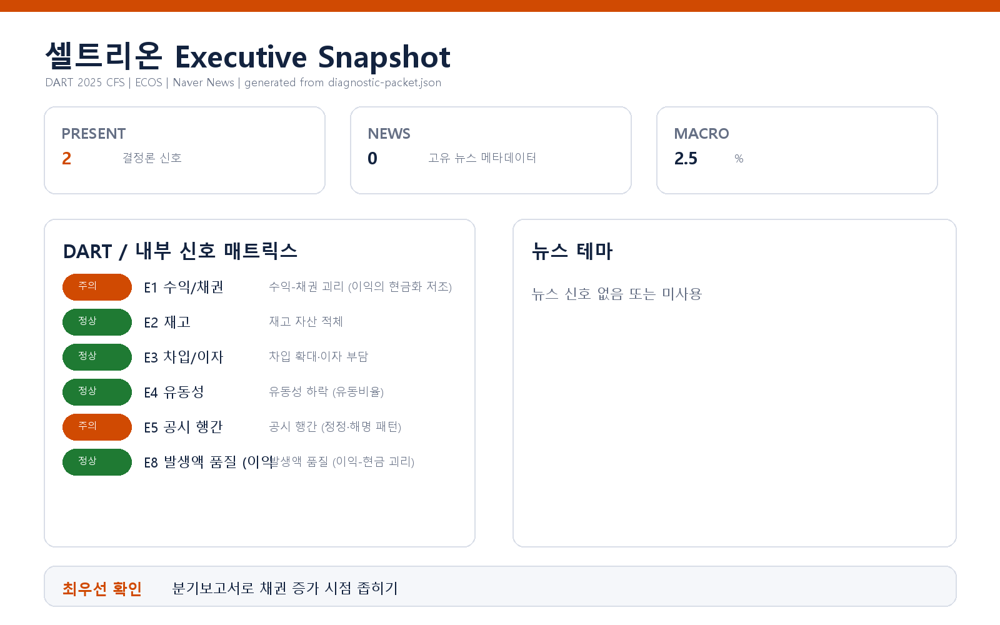 셀트리온 Executive Snapshot
DART 2025 CFS | ECOS | Naver News | generated from diagnostic-packet.json
PRESENT
2 결정론 신호
NEWS
0 고유 뉴스 메타데이터
MACRO
2.5 %
DART / 내부 신호 매트릭스
주의 E1 수익/채권 수익-채권 괴리 (이익의 현금화 저조)
정상 E2 재고 재고 자산 적체
정상 E3 차입/이자 차입 확대·이자 부담
정상 E4 유동성 유동성 하락 (유동비율)
주의 E5 공시 행간 공시 행간 (정정·해명 패턴)
정상 E8 발생액 품질 (이익 발생액 품질 (이익-현금 괴리)
뉴스 테마
뉴스 신호 없음 또는 미사용
최우선 확인 분기보고서로 채권 증가 시점 좁히기